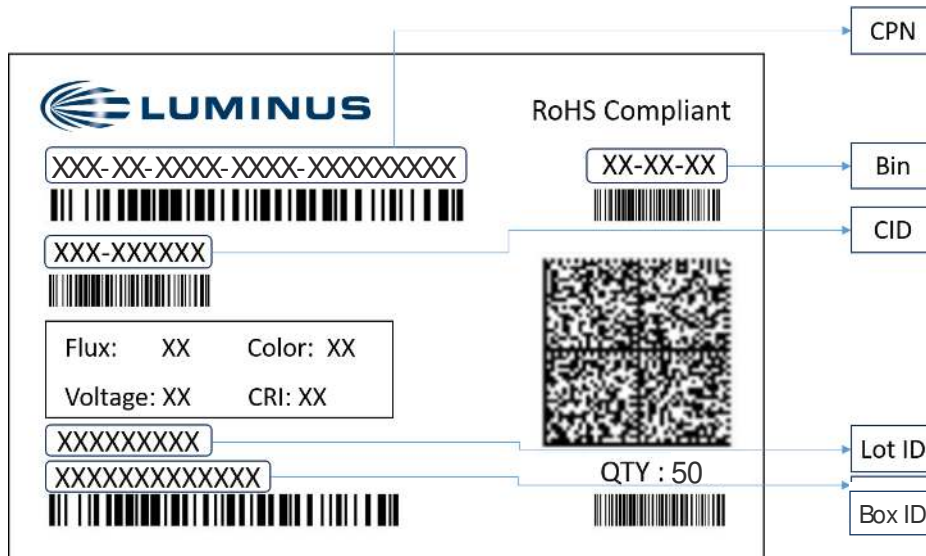 CPN
LUMINUS
RoHS Compliant
XXX-XX-XXXX-XXXX-XXXXXXXXXX
XX-XX-XX
Bin
CID
XXX-XXXXXX
Flux: XX Color: XX
Voltage: XX CRI: XX
XXXXXXXXX
Lot ID
XXXXXXXXXXXXX
QTY : 50
Box ID